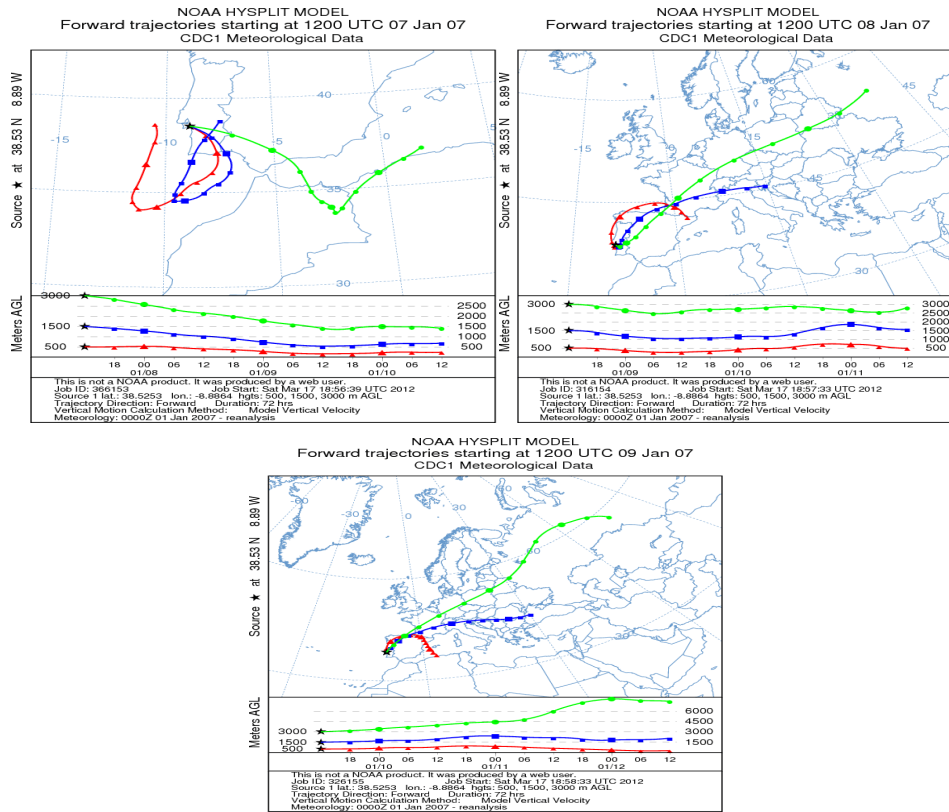 NOAA HYSPLIT MODEL
Forward trajectories starting at 1200 UTC 07 Jan 07
CDC1 Meteorological Data
Source ★ at 38.53 N 8.89 W
-15
-10
40
5
35
30
Meters AGL
3000
1500
500
2500
2000
1500
1000
500
18 00 06 12 18 00 06 12 18 00 06 12
01/08 01/09 01/10
This is not a NOAA product. It was produced by a web user.
Job ID: 366153 Job Start: Sat Mar 17 18:56:39 UTC 2012
Source 1 lat.: 38.5253 lon.: -8.8864 hgts: 500, 1500, 3000 m AGL
Trajectory Direction: Forward Duration: 72 hrs
Vertical Motion Calculation Method: Model Vertical Velocity
Meteorology: 0000Z 01 Jan 2007 - reanalysis
NOAA HYSPLIT MODEL
Forward trajectories starting at 1200 UTC 08 Jan 07
CDC1 Meteorological Data
Source ★ at 38.53 N 8.89 W
45
45
30
15
Meters AGL
3000
1500
500
3000
2500
2000
1500
1000
500
18 00 06 12 18 00 06 12 18 00 06 12
01/09 01/10 01/11
This is not a NOAA product. It was produced by a web user.
Job ID: 316154 Job Start: Sat Mar 17 18:57:33 UTC 2012
Source 1 lat.: 38.5253 lon.: -8.8864 hgts: 500, 1500, 3000 m AGL
Trajectory Direction: Forward Duration: 72 hrs
Vertical Motion Calculation Method: Model Vertical Velocity
Meteorology: 0000Z 01 Jan 2007 - reanalysis
NOAA HYSPLIT MODEL
Forward trajectories starting at 1200 UTC 09 Jan 07
CDC1 Meteorological Data
Source ★ at 38.53 N 8.89 W
-60
-30
60
30
0
30
Meters AGL
3000
1500
500
6000
4500
3000
1500
18 00 06 12 18 00 06 12 18 00 06 12
01/10 01/11 01/12
This is not a NOAA product. It was produced by a web user.
Job ID: 326155 Job Start: Sat Mar 17 18:58:33 UTC 2012
Source 1 lat.: 38.5253 lon.: -8.8864 hgts: 500, 1500, 3000 m AGL
Trajectory Direction: Forward Duration: 72 hrs
Vertical Motion Calculation Method: Model Vertical Velocity
Meteorology: 0000Z 01 Jan 2007 - reanalysis